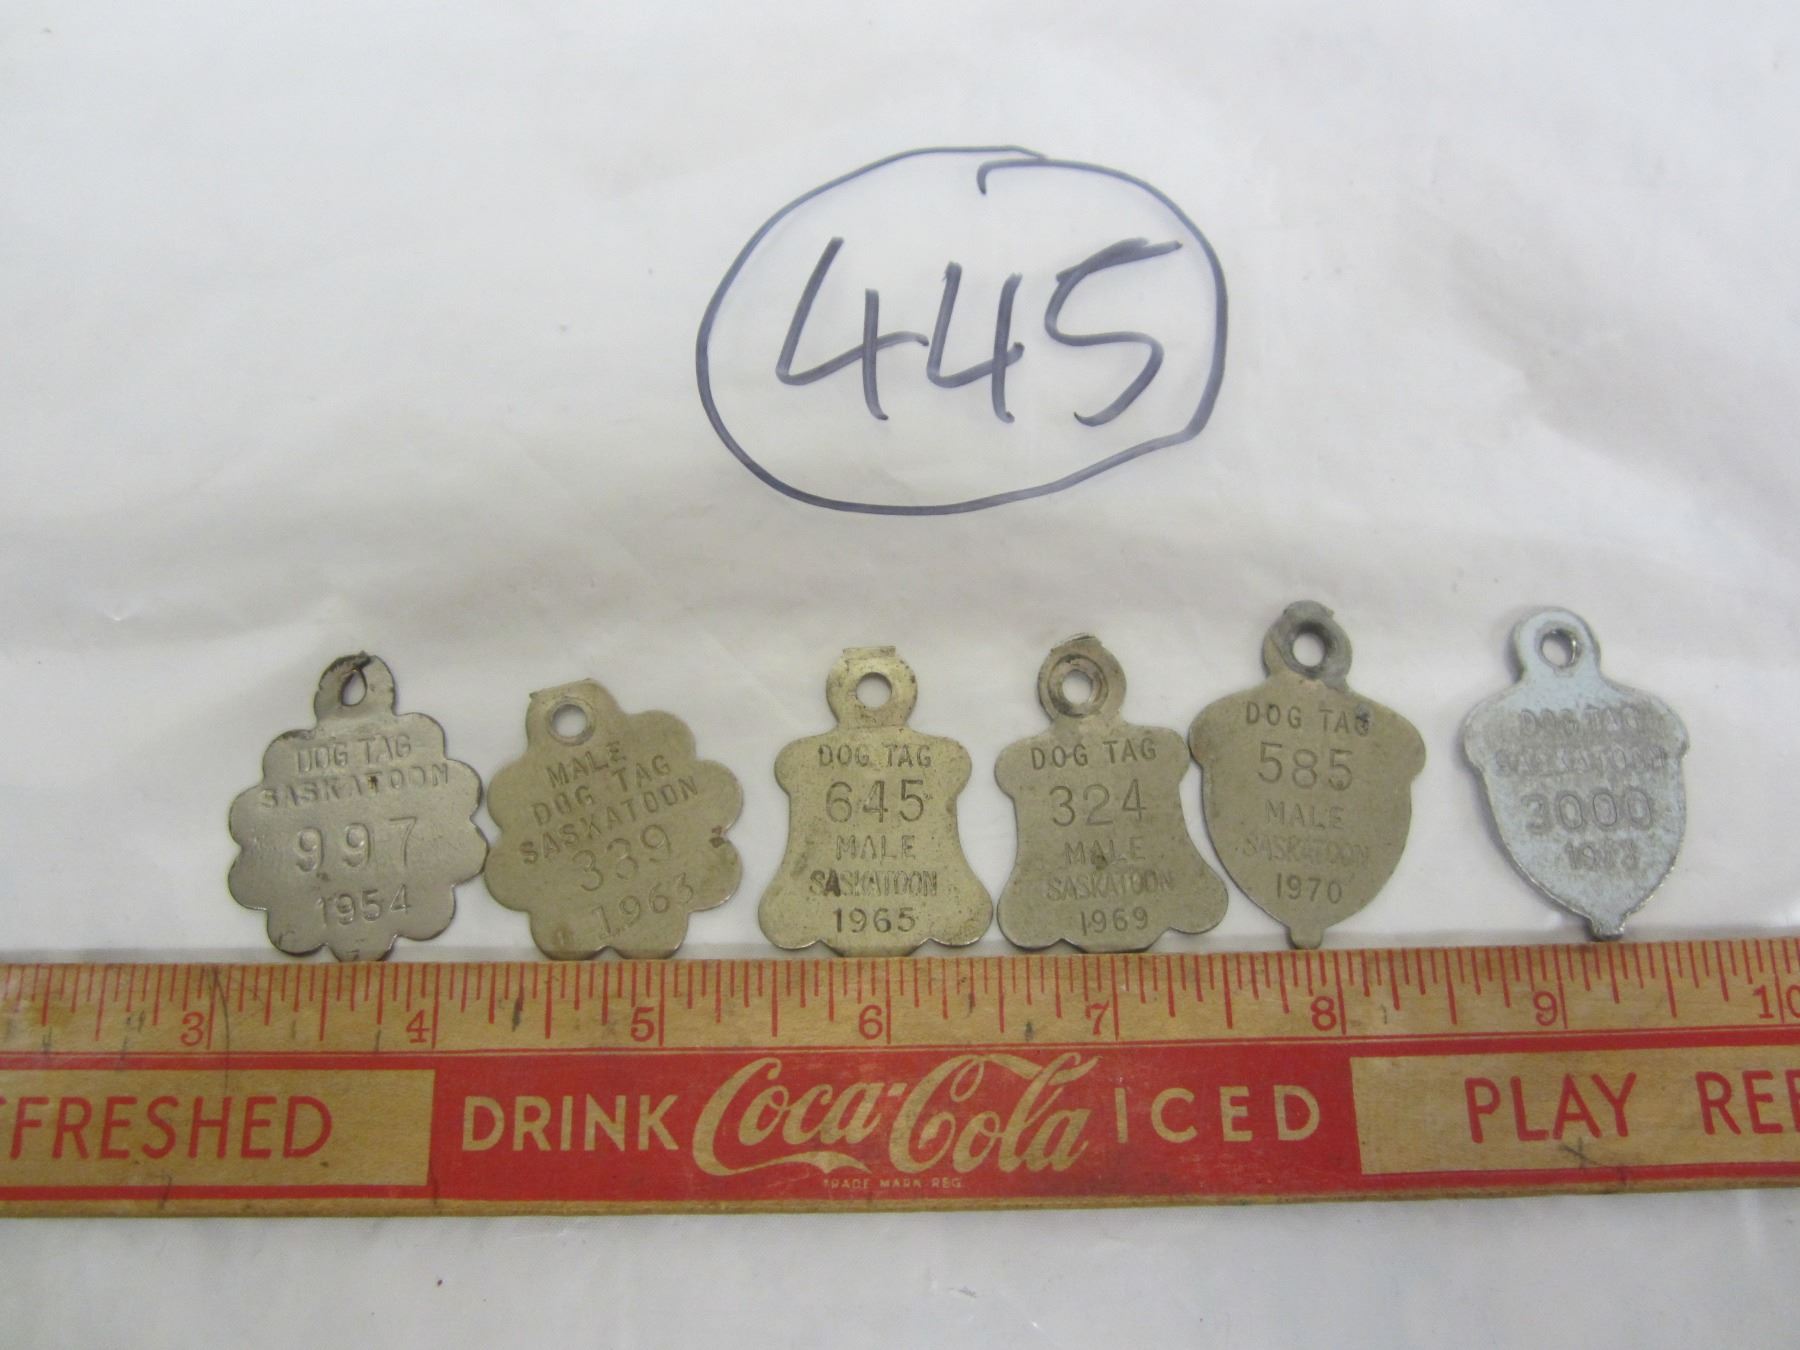 445
DOG TAG
SASKATOON
997
1954
MALE
DOG TAG
SASKATOON
339
1963
DOG TAG
645
MALE
SASKATOON
1965
DOG TAG
324
MALE
SASKATOON
1969
DOG TAG
585
MALE
SASKATOON
1970
DOG TAG
SASKATOON
3000
3 4 5 6 7 8 9 10
FRESHED DRINK Coca-Cola ICED PLAY REF
TRADE MARK REG